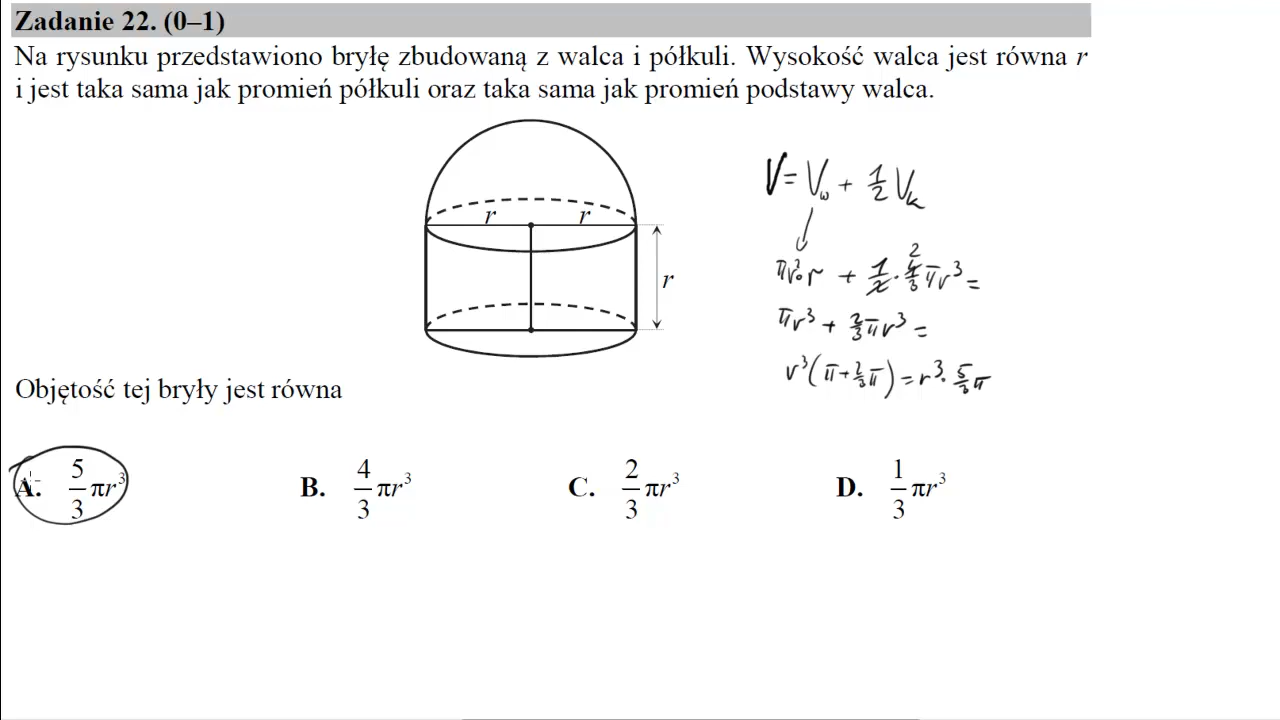 Zadanie 22. (0–1)
Na rysunku przedstawiono bryłę zbudowaną z walca i półkuli. Wysokość walca jest równa r
i jest taka sama jak promień półkuli oraz taka sama jak promień podstawy walca.
r r
r
V = V_w + 1/2 V_k
πr²·r + 1/2 · 4/3 πr³ =
2
πr³ + 2/3 πr³ =
r³(π + 2/3 π) = r³ · 5/3 π
Objętość tej bryły jest równa
A. 5/3 πr³ B. 4/3 πr³ C. 2/3 πr³ D. 1/3 πr³